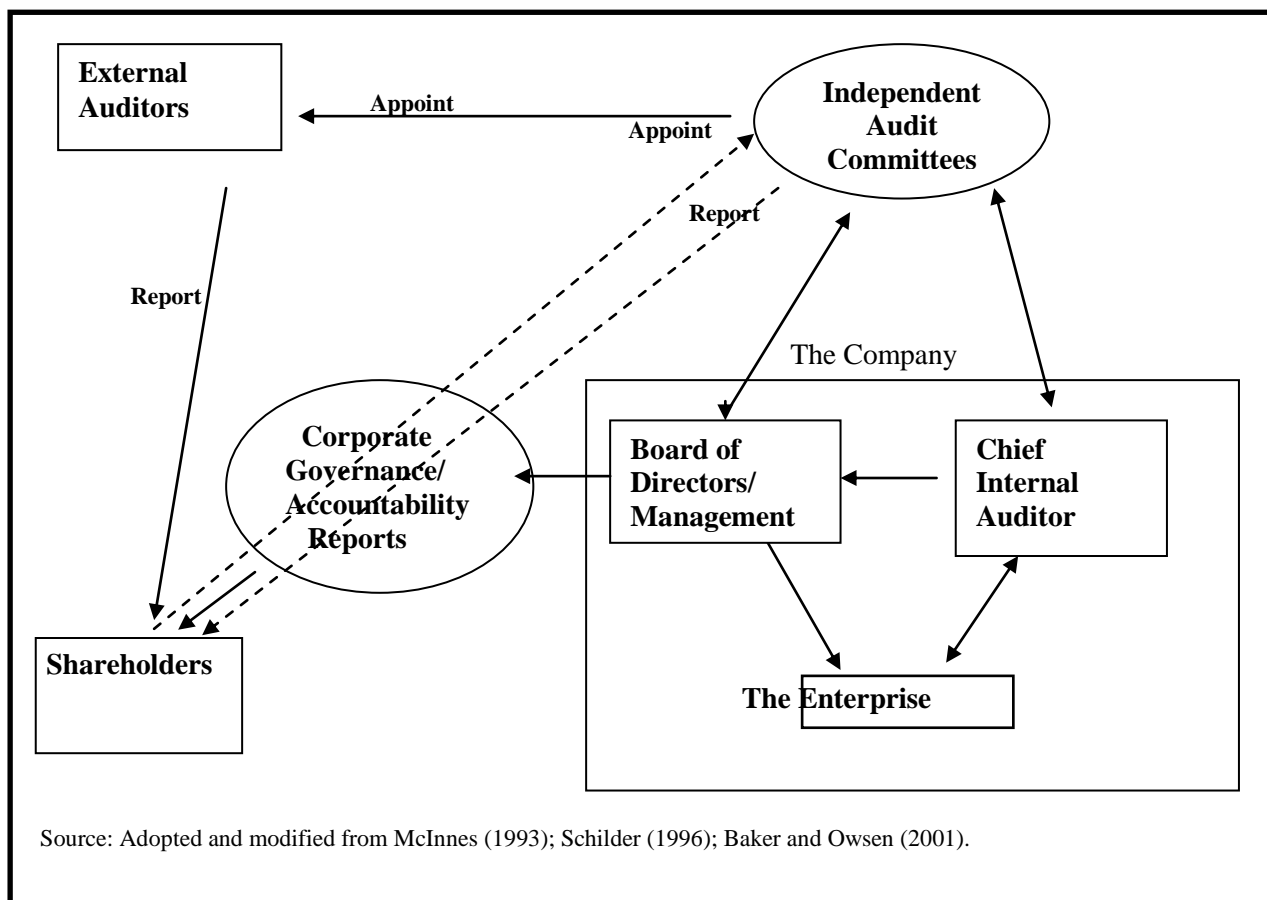 External
Auditors
Appoint
Appoint
Independent
Audit
Committees
Report
Report
The Company
Corporate
Governance/
Accountability
Reports
Board of
Directors/
Management
Chief
Internal
Auditor
Shareholders
The Enterprise
Source: Adopted and modified from McInnes (1993); Schilder (1996); Baker and Owsen (2001).